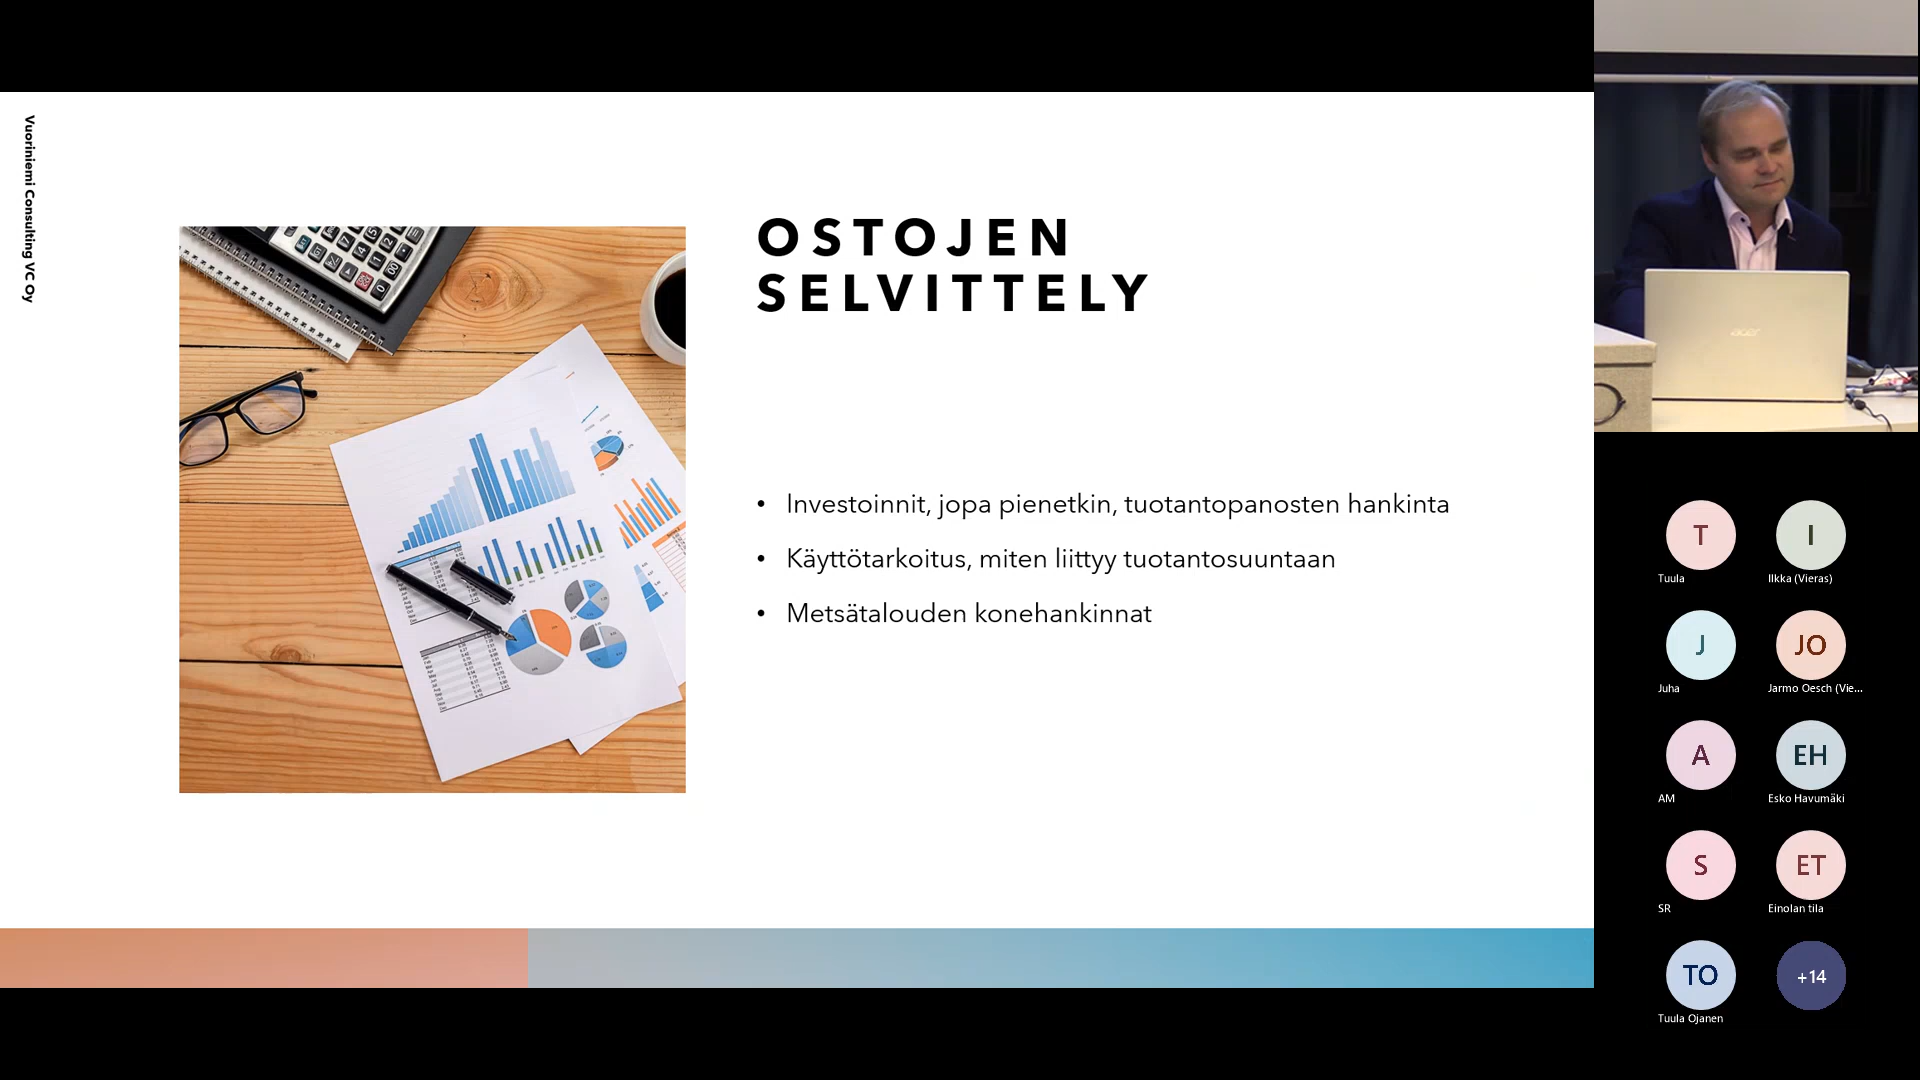 Vuoriniemi Consulting VC Oy
OSTOJEN
SELVITTELY
• Investoinnit, jopa pienetkin, tuotantopanosten hankinta
• Käyttötarkoitus, miten liittyy tuotantosuuntaan
• Metsätalouden konehankinnat
acer
T
Tuula
I
Ilkka (Vieras)
J
Juha
JO
Jarmo Oesch (Vie...
A
AM
EH
Esko Havumäki
S
SR
ET
Einolan tila
TO
Tuula Ojanen
+14